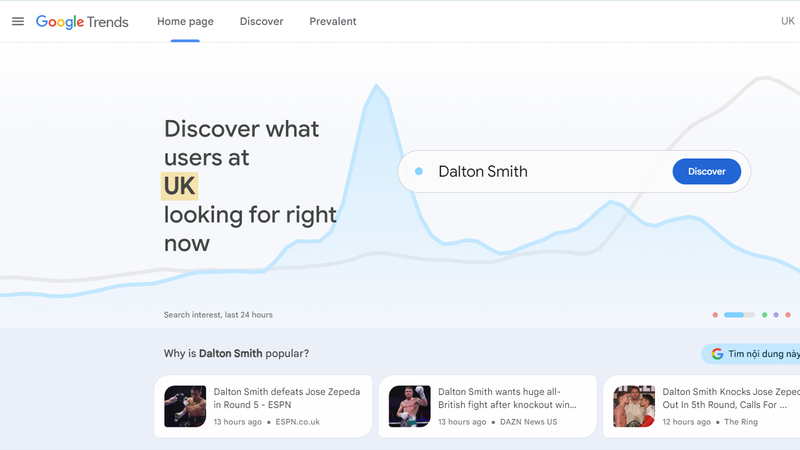 Google Trends
Home page
Discover
Prevalent
UK
Discover what
users at
UK
looking for right
now
Dalton Smith
Discover
Search interest, last 24 hours
Why is Dalton Smith popular?
Tìm nội dung này
Dalton Smith defeats Jose Zepeda
in Round 5 - ESPN
13 hours ago • ESPN.co.uk
Dalton Smith wants huge all-
British fight after knockout win...
13 hours ago • DAZN News US
Dalton Smith Knocks Jose Zeped
Out In 5th Round, Calls For ...
12 hours ago • The Ring